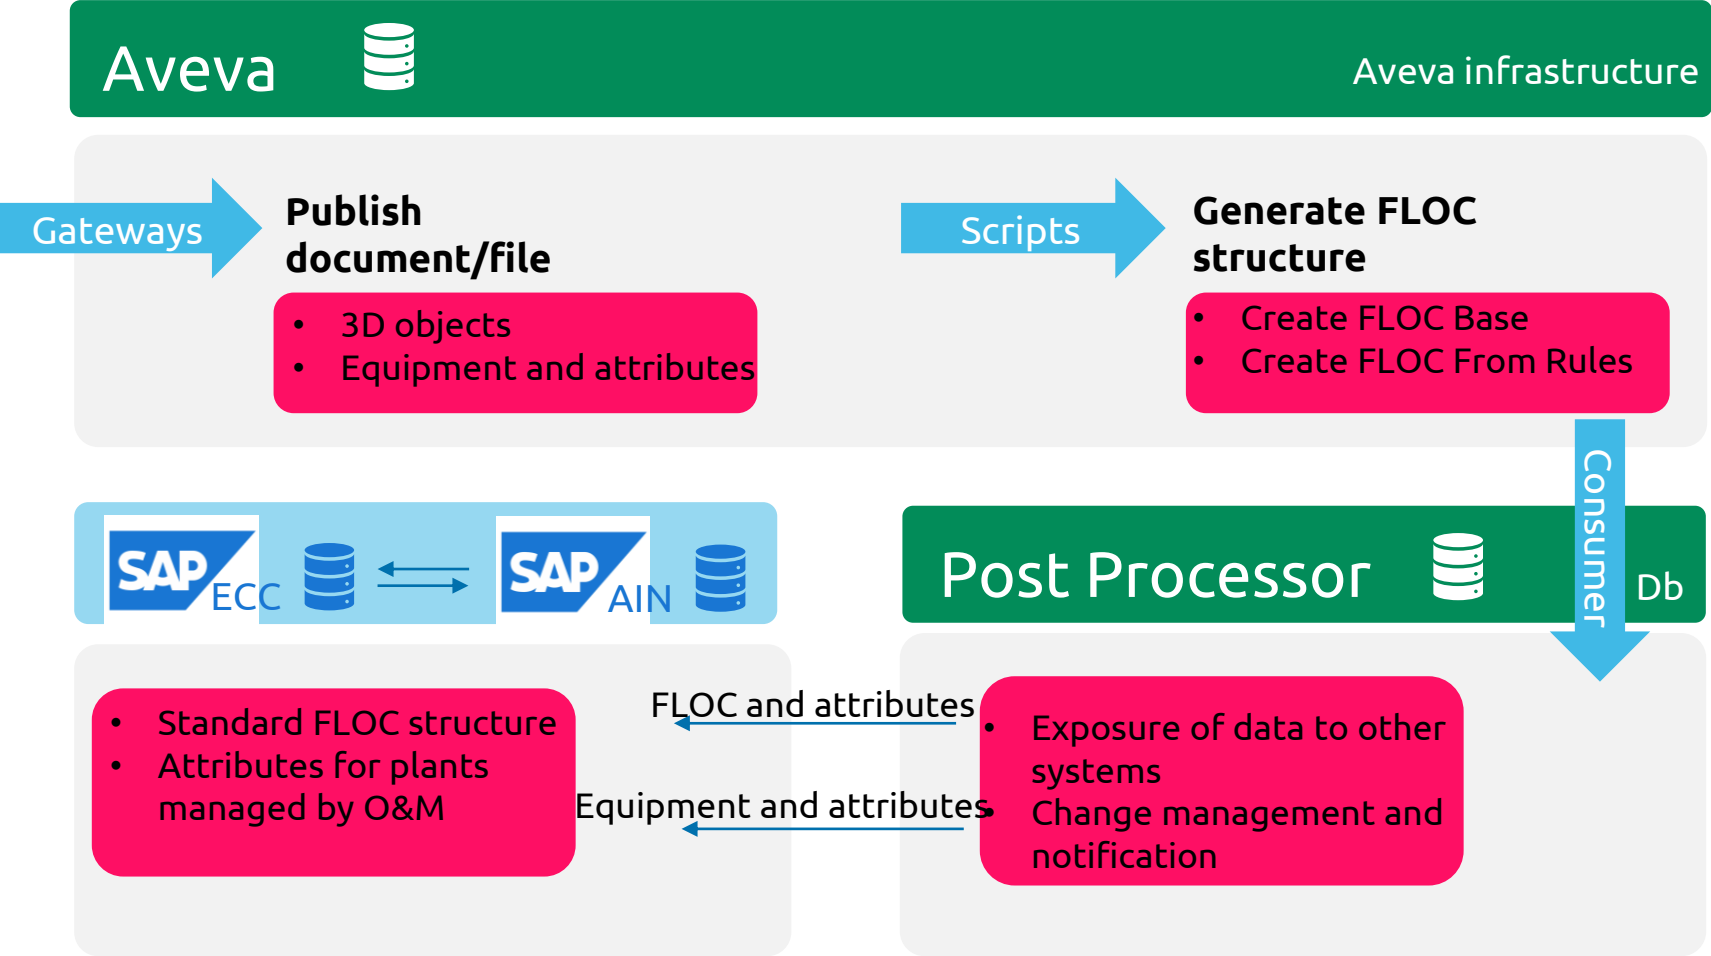 Aveva
Aveva infrastructure
Gateways
Publish
document/file
• 3D objects
• Equipment and attributes
Scripts
Generate FLOC
structure
• Create FLOC Base
• Create FLOC From Rules
Consumer
SAP
ECC
SAP
AIN
Post Processor
Db
• Standard FLOC structure
• Attributes for plants
managed by O&M
FLOC and attributes
Equipment and attributes
• Exposure of data to other
systems
• Change management and
notification